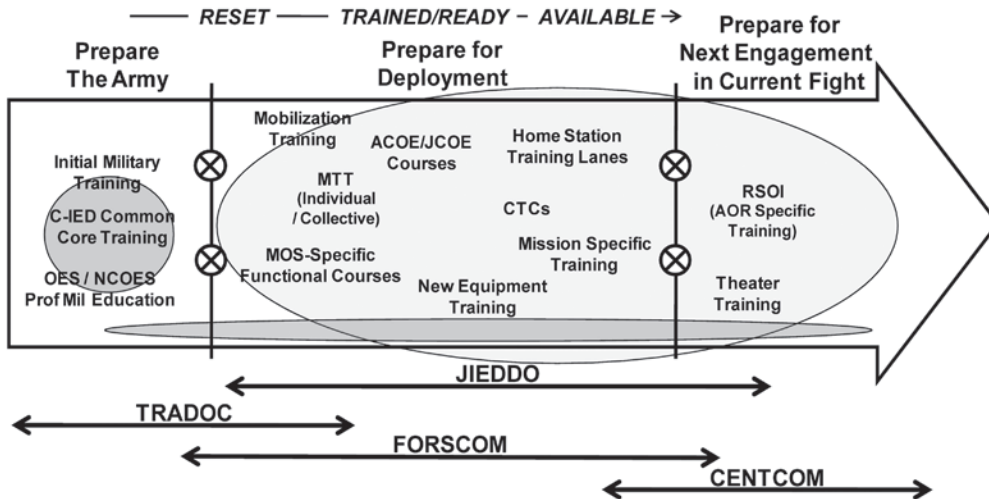 RESET — TRAINED/READY – AVAILABLE
Prepare
The Army
Prepare for
Deployment
Prepare for
Next Engagement
in Current Fight
Initial Military
Training
C-IED Common
Core Training
OES / NCOES
Prof Mil Education
Mobilization
Training
ACOE/JCOE
Courses
Home Station
Training Lanes
MTT
(Individual
/ Collective)
CTCs
MOS-Specific
Functional Courses
Mission Specific
Training
New Equipment
Training
RSOI
(AOR Specific
Training)
Theater
Training
JIEDDO
TRADOC
FORSCOM
CENTCOM